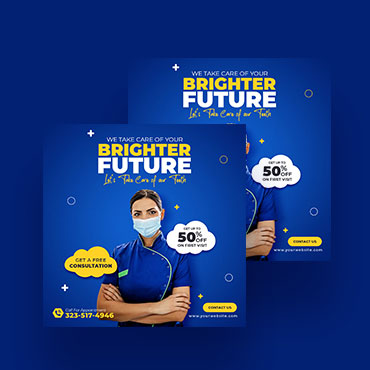 WE TAKE CARE OF YOUR
BRIGHTER
FUTURE
Let's Take Care of our Teeth
GET UP TO
50%
OFF
ON FIRST VISIT
CONTACT US
www.yourwebsite.com
WE TAKE CARE OF YOUR
BRIGHTER
FUTURE
Let's Take Care of our Teeth
GET UP TO
50%
OFF
ON FIRST VISIT
GET A FREE
CONSULTATION
Call For Appointment
323-517-4946
CONTACT US
www.yourwebsite.com